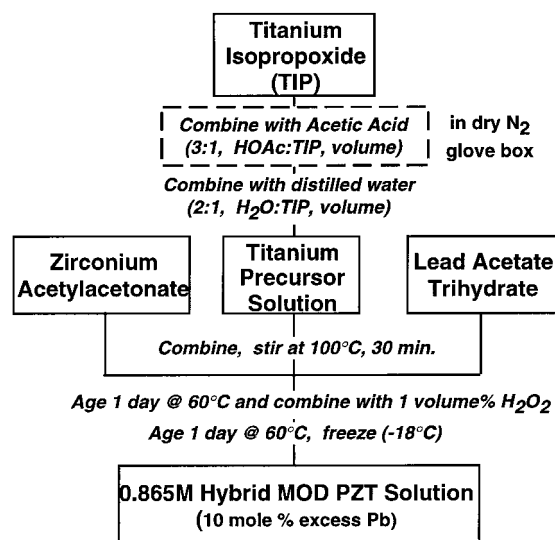 Titanium
Isopropoxide
(TIP)
Combine with Acetic Acid
(3:1, HOAc:TIP, volume)
in dry N2
glove box
Combine with distilled water
(2:1, H2O:TIP, volume)
Zirconium
Acetylacetonate
Titanium
Precursor
Solution
Lead Acetate
Trihydrate
Combine, stir at 100°C, 30 min.
Age 1 day @ 60°C and combine with 1 volume% H2O2
Age 1 day @ 60°C, freeze (-18°C)
0.865M Hybrid MOD PZT Solution
(10 mole % excess Pb)